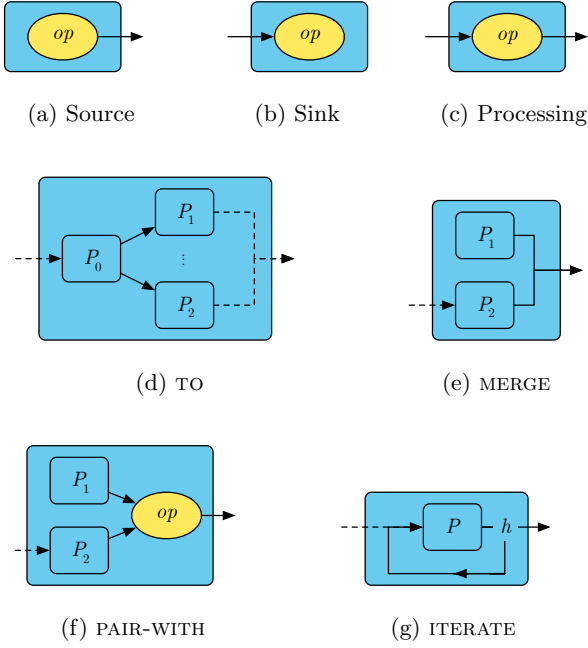 op op op
(a) Source (b) Sink (c) Processing
P0 P1 ⋮ P2
P1 P2
(d) TO (e) MERGE
P1 P2 op
P h
(f) PAIR-WITH (g) ITERATE